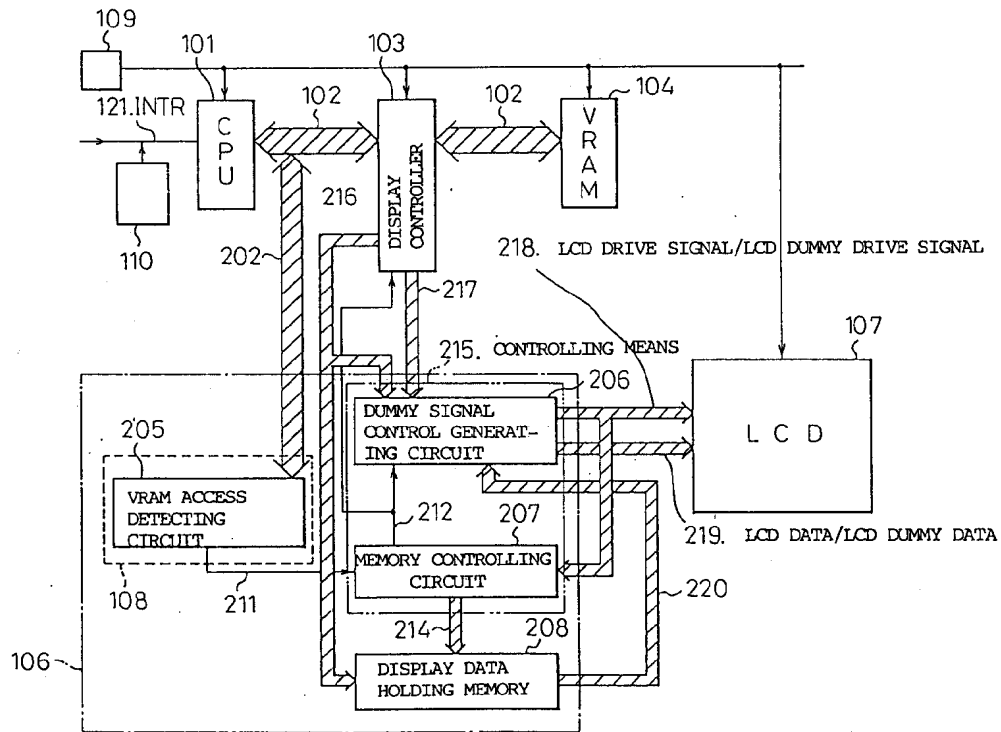 109
101
103
104
121.INTR
102
102
CPU
VRAM
DISPLAY
CONTROLLER
110
216
202
217
218. LCD DRIVE SIGNAL/LCD DUMMY DRIVE SIGNAL
215. CONTROLLING MEANS
107
206
DUMMY SIGNAL
CONTROL GENERAT-
ING CIRCUIT
LCD
205
VRAM ACCESS
DETECTING
CIRCUIT
212
207
219. LCD DATA/LCD DUMMY DATA
MEMORY CONTROLLING
CIRCUIT
108
211
220
214
208
106
DISPLAY DATA
HOLDING MEMORY